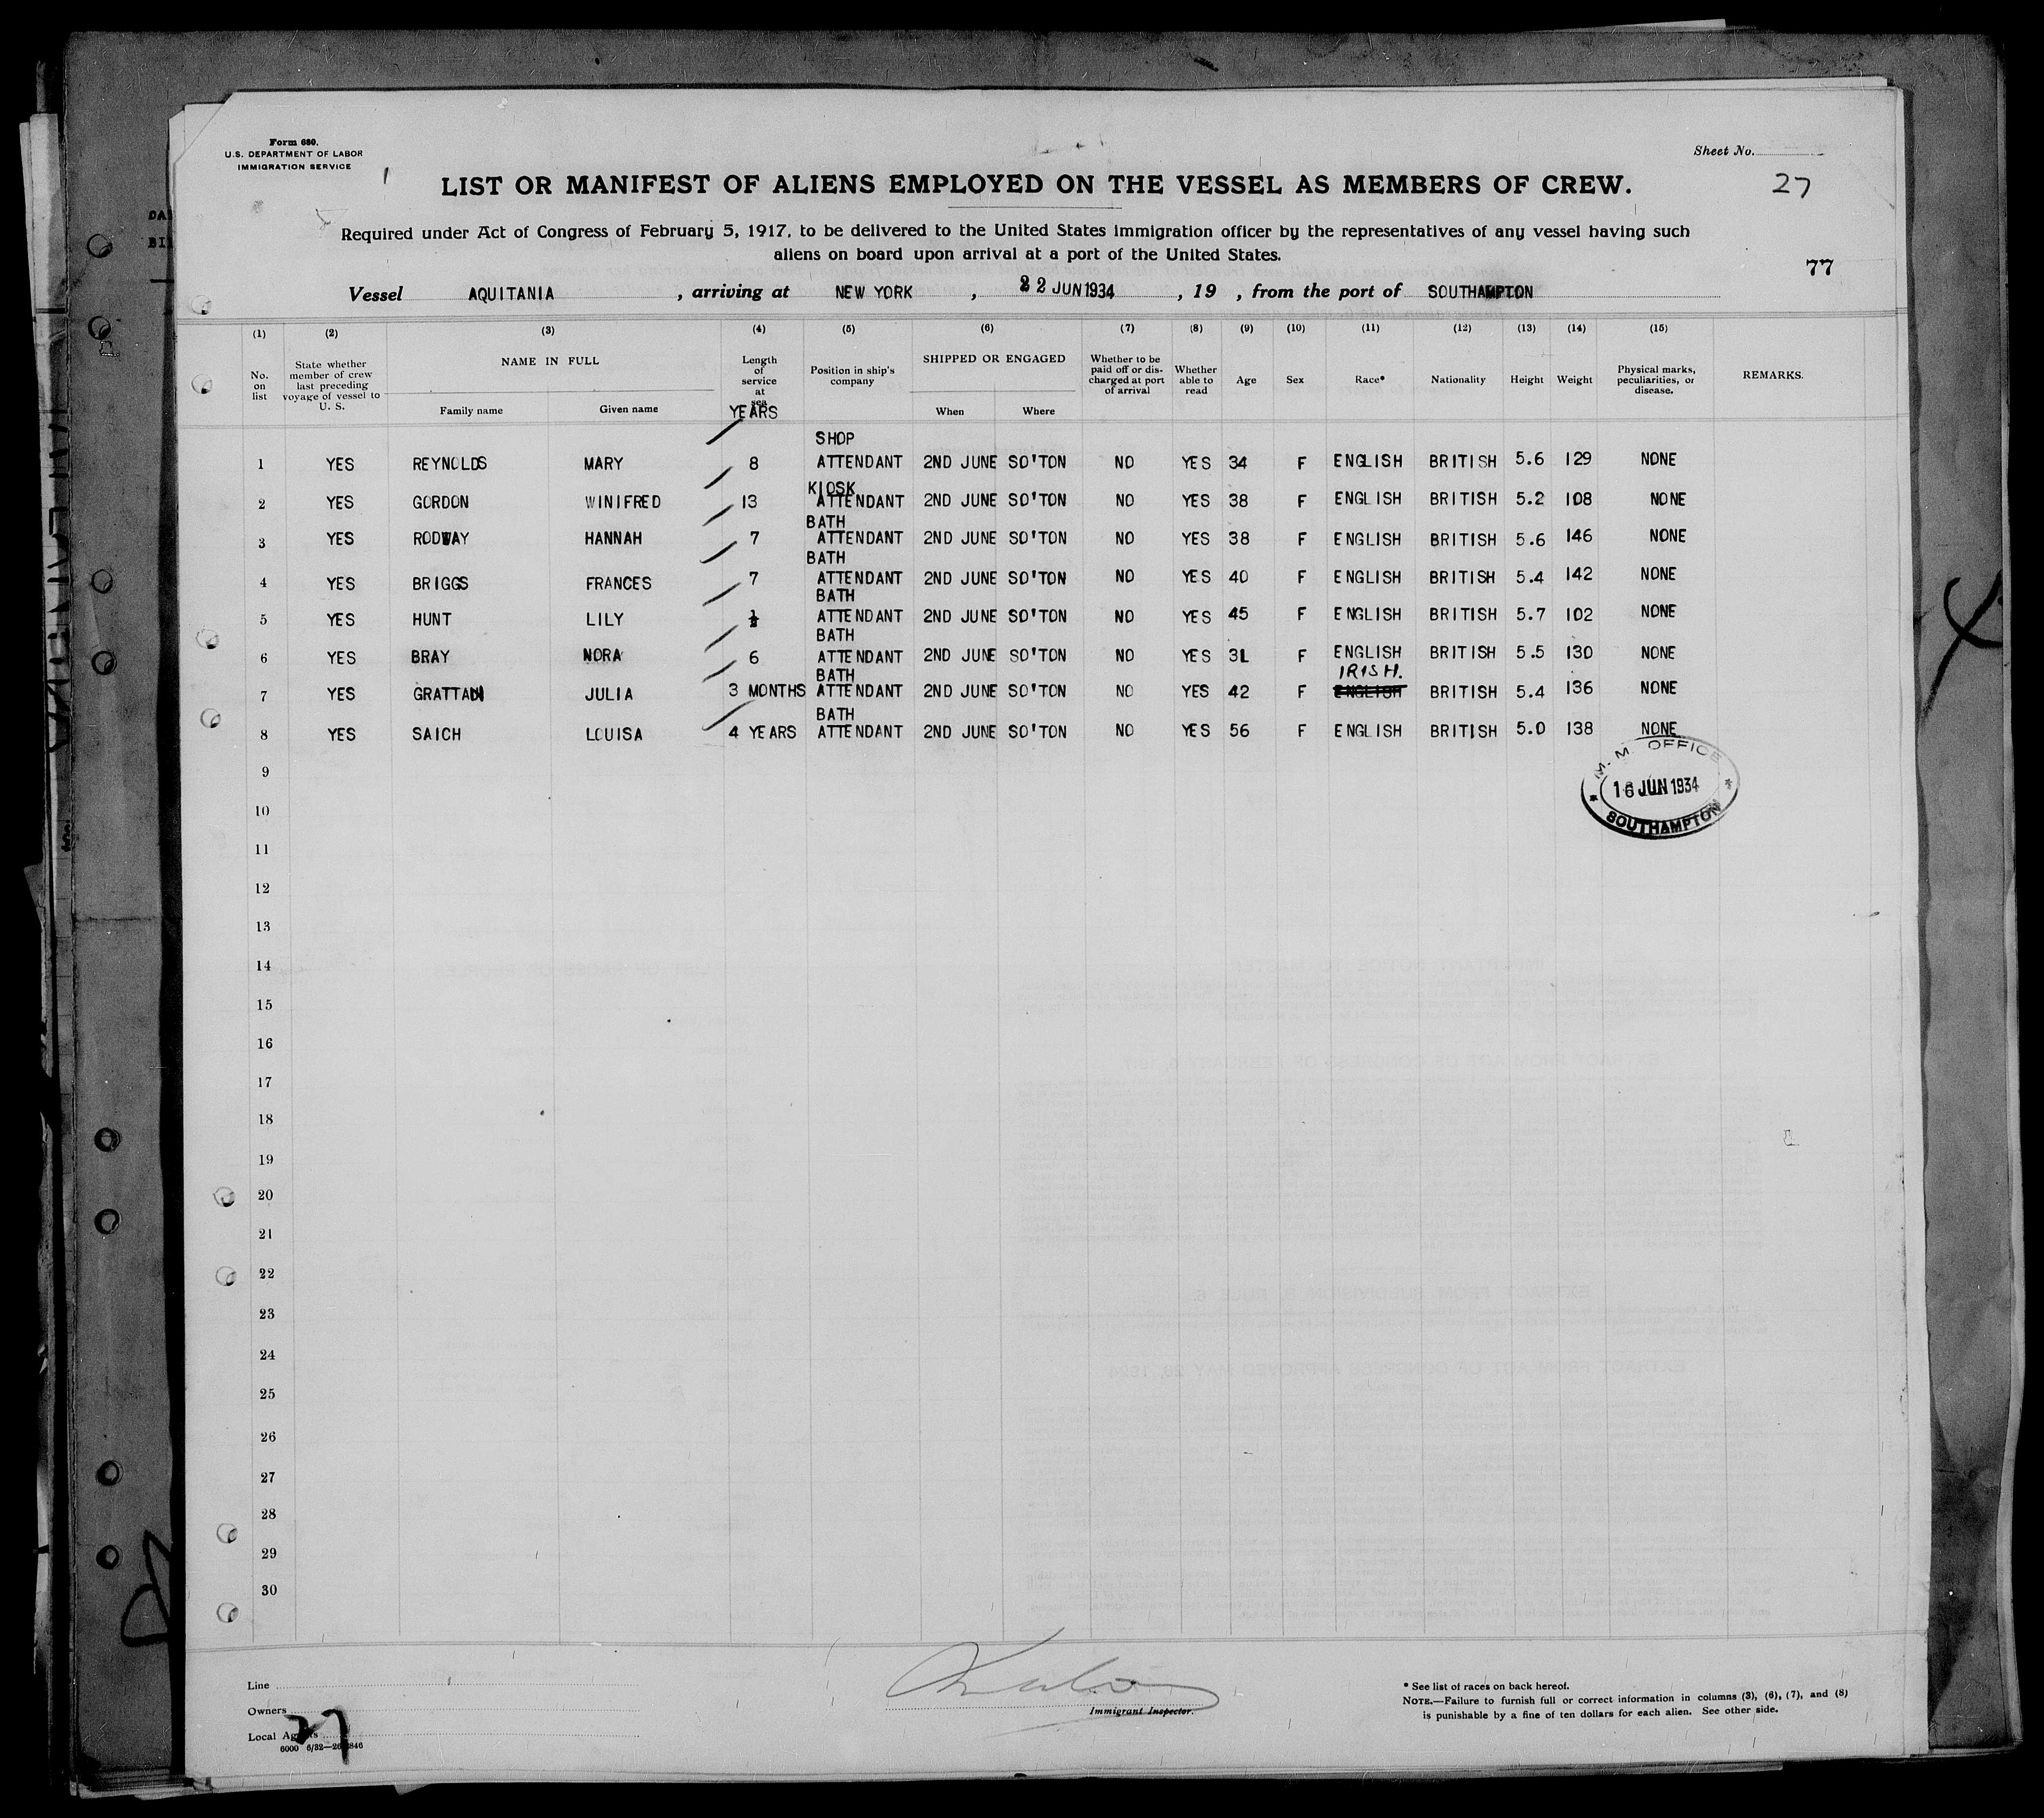 Form 680.
U.S. DEPARTMENT OF LABOR
IMMIGRATION SERVICE
Sheet No.
27
LIST OR MANIFEST OF ALIENS EMPLOYED ON THE VESSEL AS MEMBERS OF CREW.
Required under Act of Congress of February 5, 1917, to be delivered to the United States immigration officer by the representatives of any vessel having such
aliens on board upon arrival at a port of the United States.
77
Vessel AQUITANIA, arriving at NEW YORK, 22 JUN 1934, 19 , from the port of SOUTHAMPTON
(1) (2) (3) (4) (5) (6) (7) (8) (9) (10) (11) (12) (13) (14) (15)
No. on list | State whether member of crew last preceding voyage of vessel to U. S. | NAME IN FULL Family name Given name | Length of service at sea YEARS | Position in ship's company | SHIPPED OR ENGAGED When Where | Whether to be paid off or discharged at port of arrival | Whether able to read | Age | Sex | Race* | Nationality | Height | Weight | Physical marks, peculiarities, or disease. | REMARKS.
1 YES REYNOLDS MARY 8 SHOP ATTENDANT 2ND JUNE SO'TON NO YES 34 F ENGLISH BRITISH 5.6 129 NONE
2 YES GORDON WINIFRED 13 KIOSK ATTENDANT 2ND JUNE SO'TON NO YES 38 F ENGLISH BRITISH 5.2 108 NONE
3 YES RODWAY HANNAH 7 BATH ATTENDANT 2ND JUNE SO'TON NO YES 38 F ENGLISH BRITISH 5.6 146 NONE
4 YES BRIGGS FRANCES 7 BATH ATTENDANT 2ND JUNE SO'TON NO YES 40 F ENGLISH BRITISH 5.4 142 NONE
5 YES HUNT LILY ½ BATH ATTENDANT 2ND JUNE SO'TON NO YES 45 F ENGLISH BRITISH 5.7 102 NONE
6 YES BRAY NORA 6 BATH ATTENDANT 2ND JUNE SO'TON NO YES 31 F ENGLISH BRITISH 5.5 130 NONE
7 YES GRATTAN JULIA 3 MONTHS BATH ATTENDANT 2ND JUNE SO'TON NO YES 42 F IRISH. ENGLISH BRITISH 5.4 136 NONE
8 YES SAICH LOUISA 4 YEARS BATH ATTENDANT 2ND JUNE SO'TON NO YES 56 F ENGLISH BRITISH 5.0 138 NONE
M. M. OFFICE
16 JUN 1934
SOUTHAMPTON
9
10
11
12
13
14
15
16
17
18
19
20
21
22
23
24
25
26
27
28
29
30
Line
Owners
Local Agents
27
Immigrant Inspector.
* See list of races on back hereof.
NOTE.—Failure to furnish full or correct information in columns (3), (6), (7), and (8)
is punishable by a fine of ten dollars for each alien. See other side.